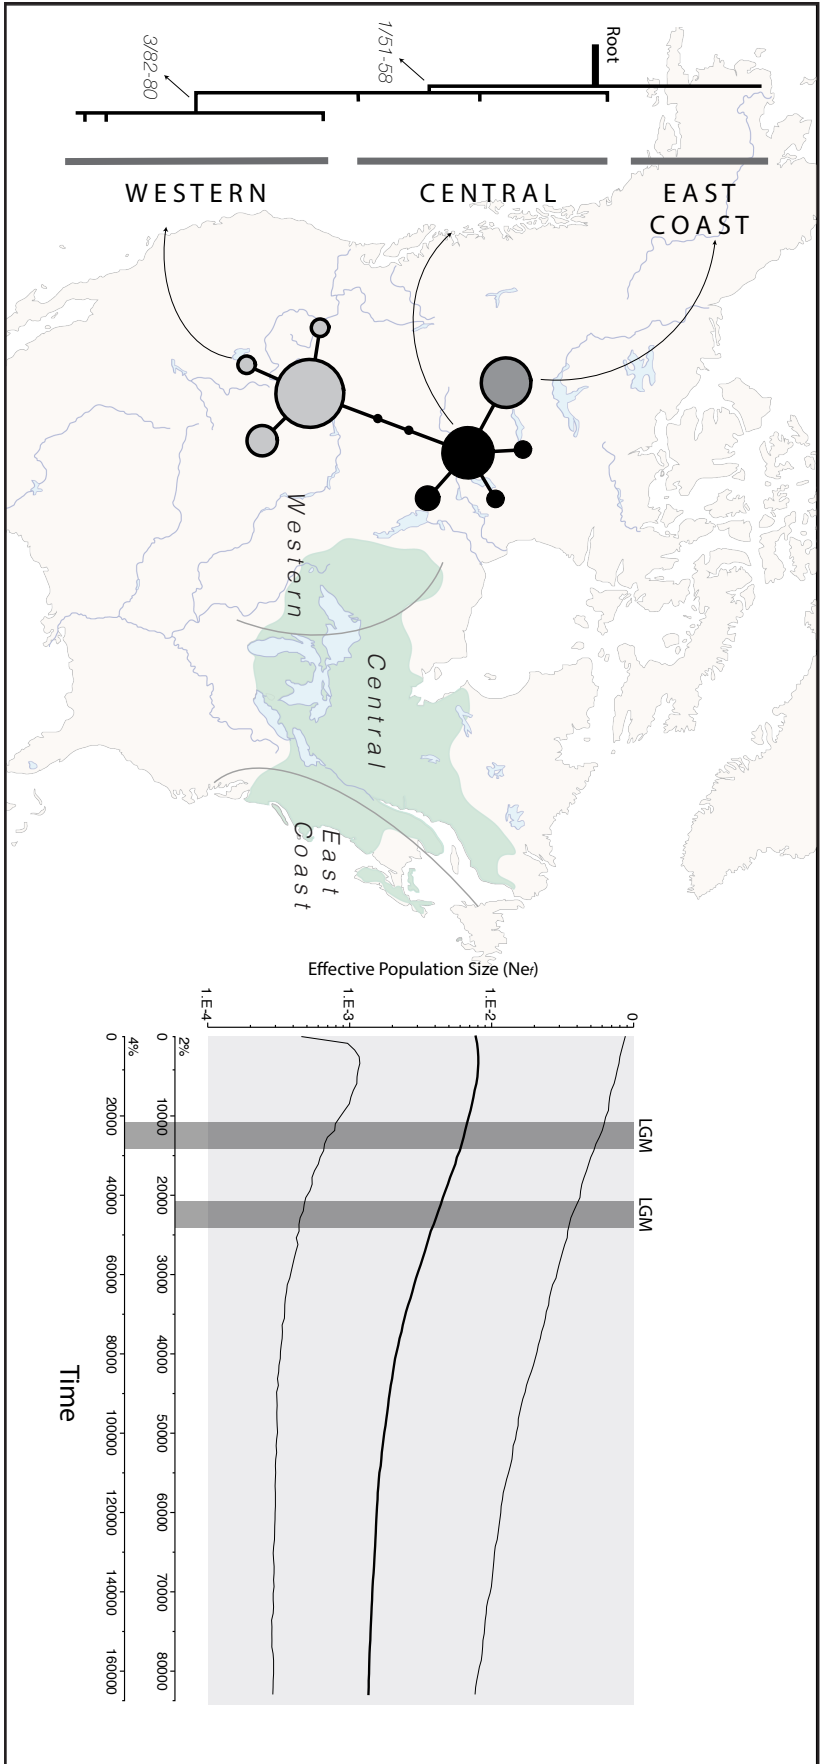 Root
1/51-58
3/82-80
WESTERN
CENTRAL
EAST
COAST
Western
Central
East
Coast
Effective Population Size (Nef)
1.E-4
1.E-3
1.E-2
0
LGM
LGM
2%
0
10000
20000
30000
40000
50000
60000
70000
80000
4%
0
20000
40000
60000
80000
100000
120000
140000
160000
Time